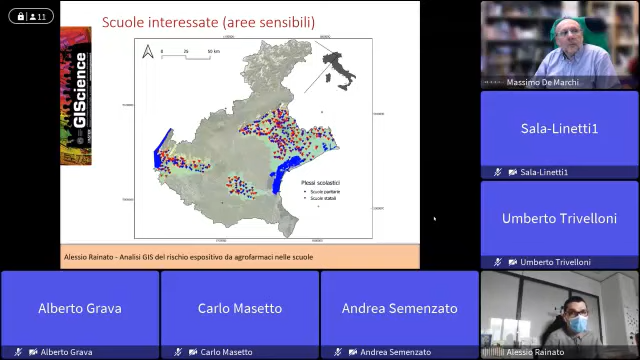 11
Scuole interessate (aree sensibili)
GIScience
0 25 50 km
Plessi scolastici
Scuole paritarie
Scuole statali
Alessio Rainato - Analisi GIS del rischio espositivo da agrofarmaci nelle scuole
Massimo De Marchi
Sala-Linetti1
Sala-Linetti1
Umberto Trivelloni
Umberto Trivelloni
Alberto Grava
Alberto Grava
Carlo Masetto
Carlo Masetto
Andrea Semenzato
Andrea Semenzato
Alessio Rainato